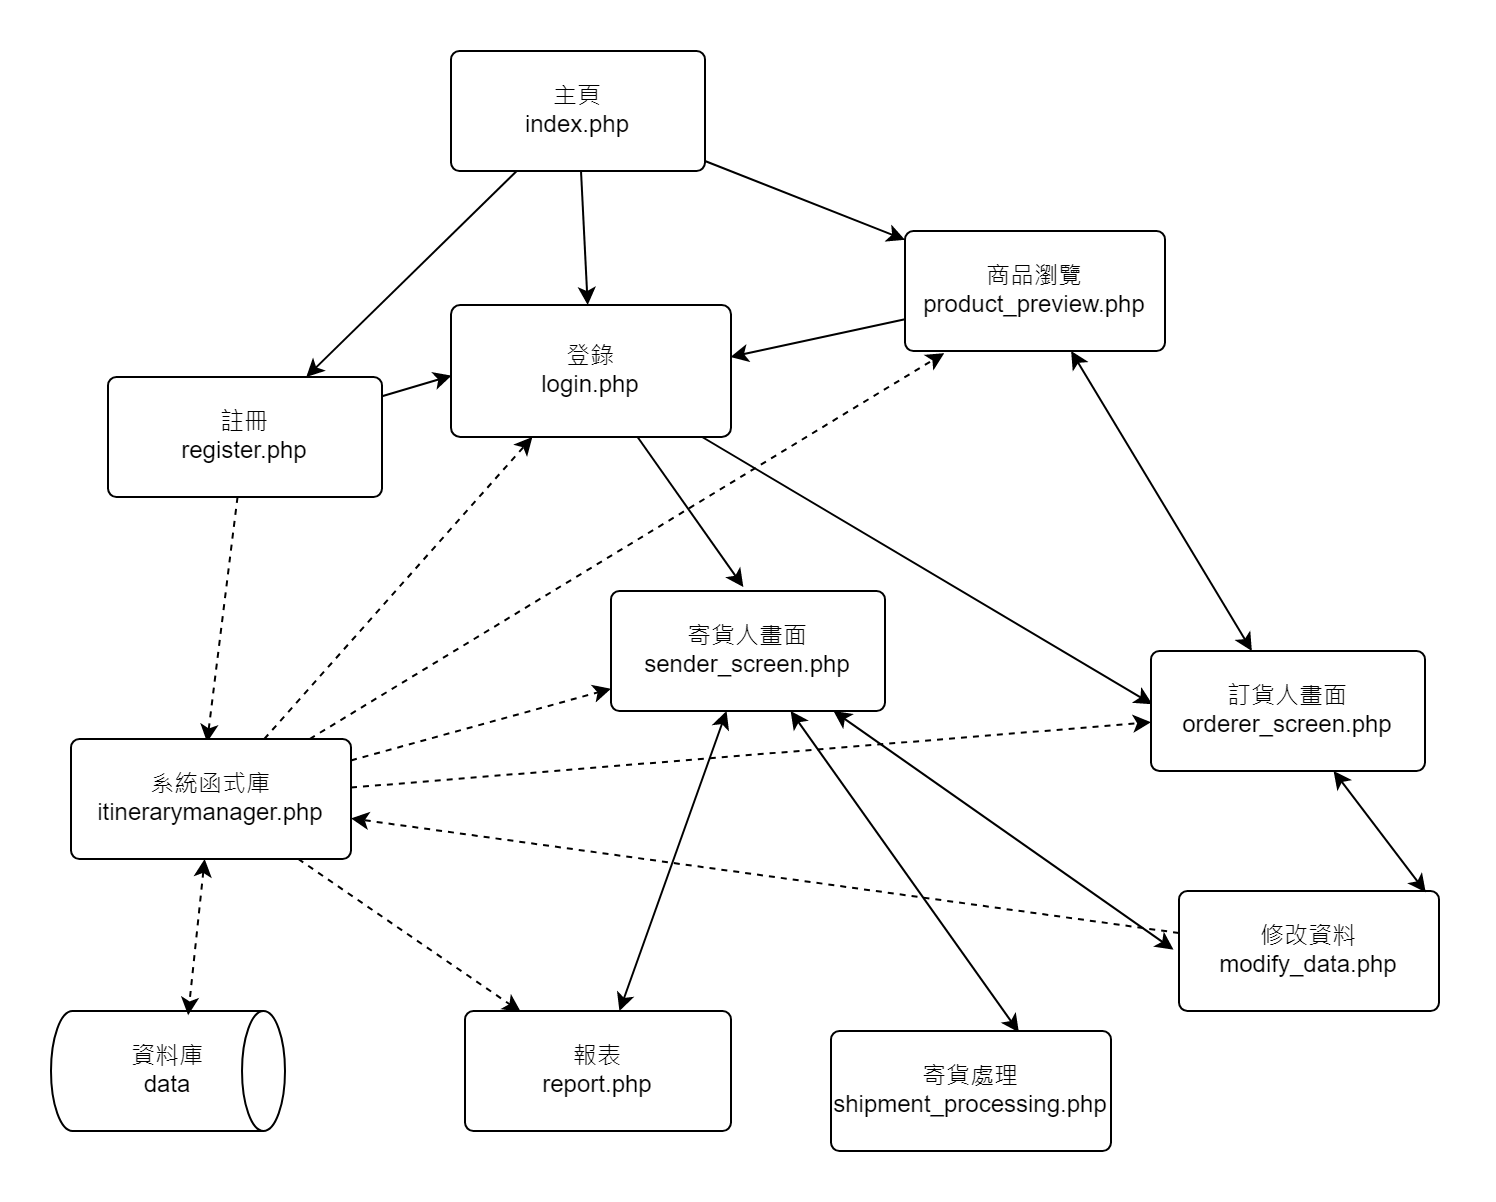 主頁
index.php
商品瀏覽
product_preview.php
登錄
login.php
註冊
register.php
寄貨人畫面
sender_screen.php
訂貨人畫面
orderer_screen.php
系統函式庫
itinerarymanager.php
修改資料
modify_data.php
資料庫
data
報表
report.php
寄貨處理
shipment_processing.php